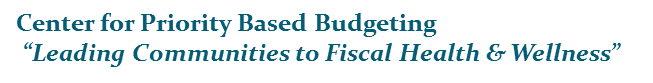 Center for Priority Based Budgeting
“Leading Communities to Fiscal Health & Wellness”